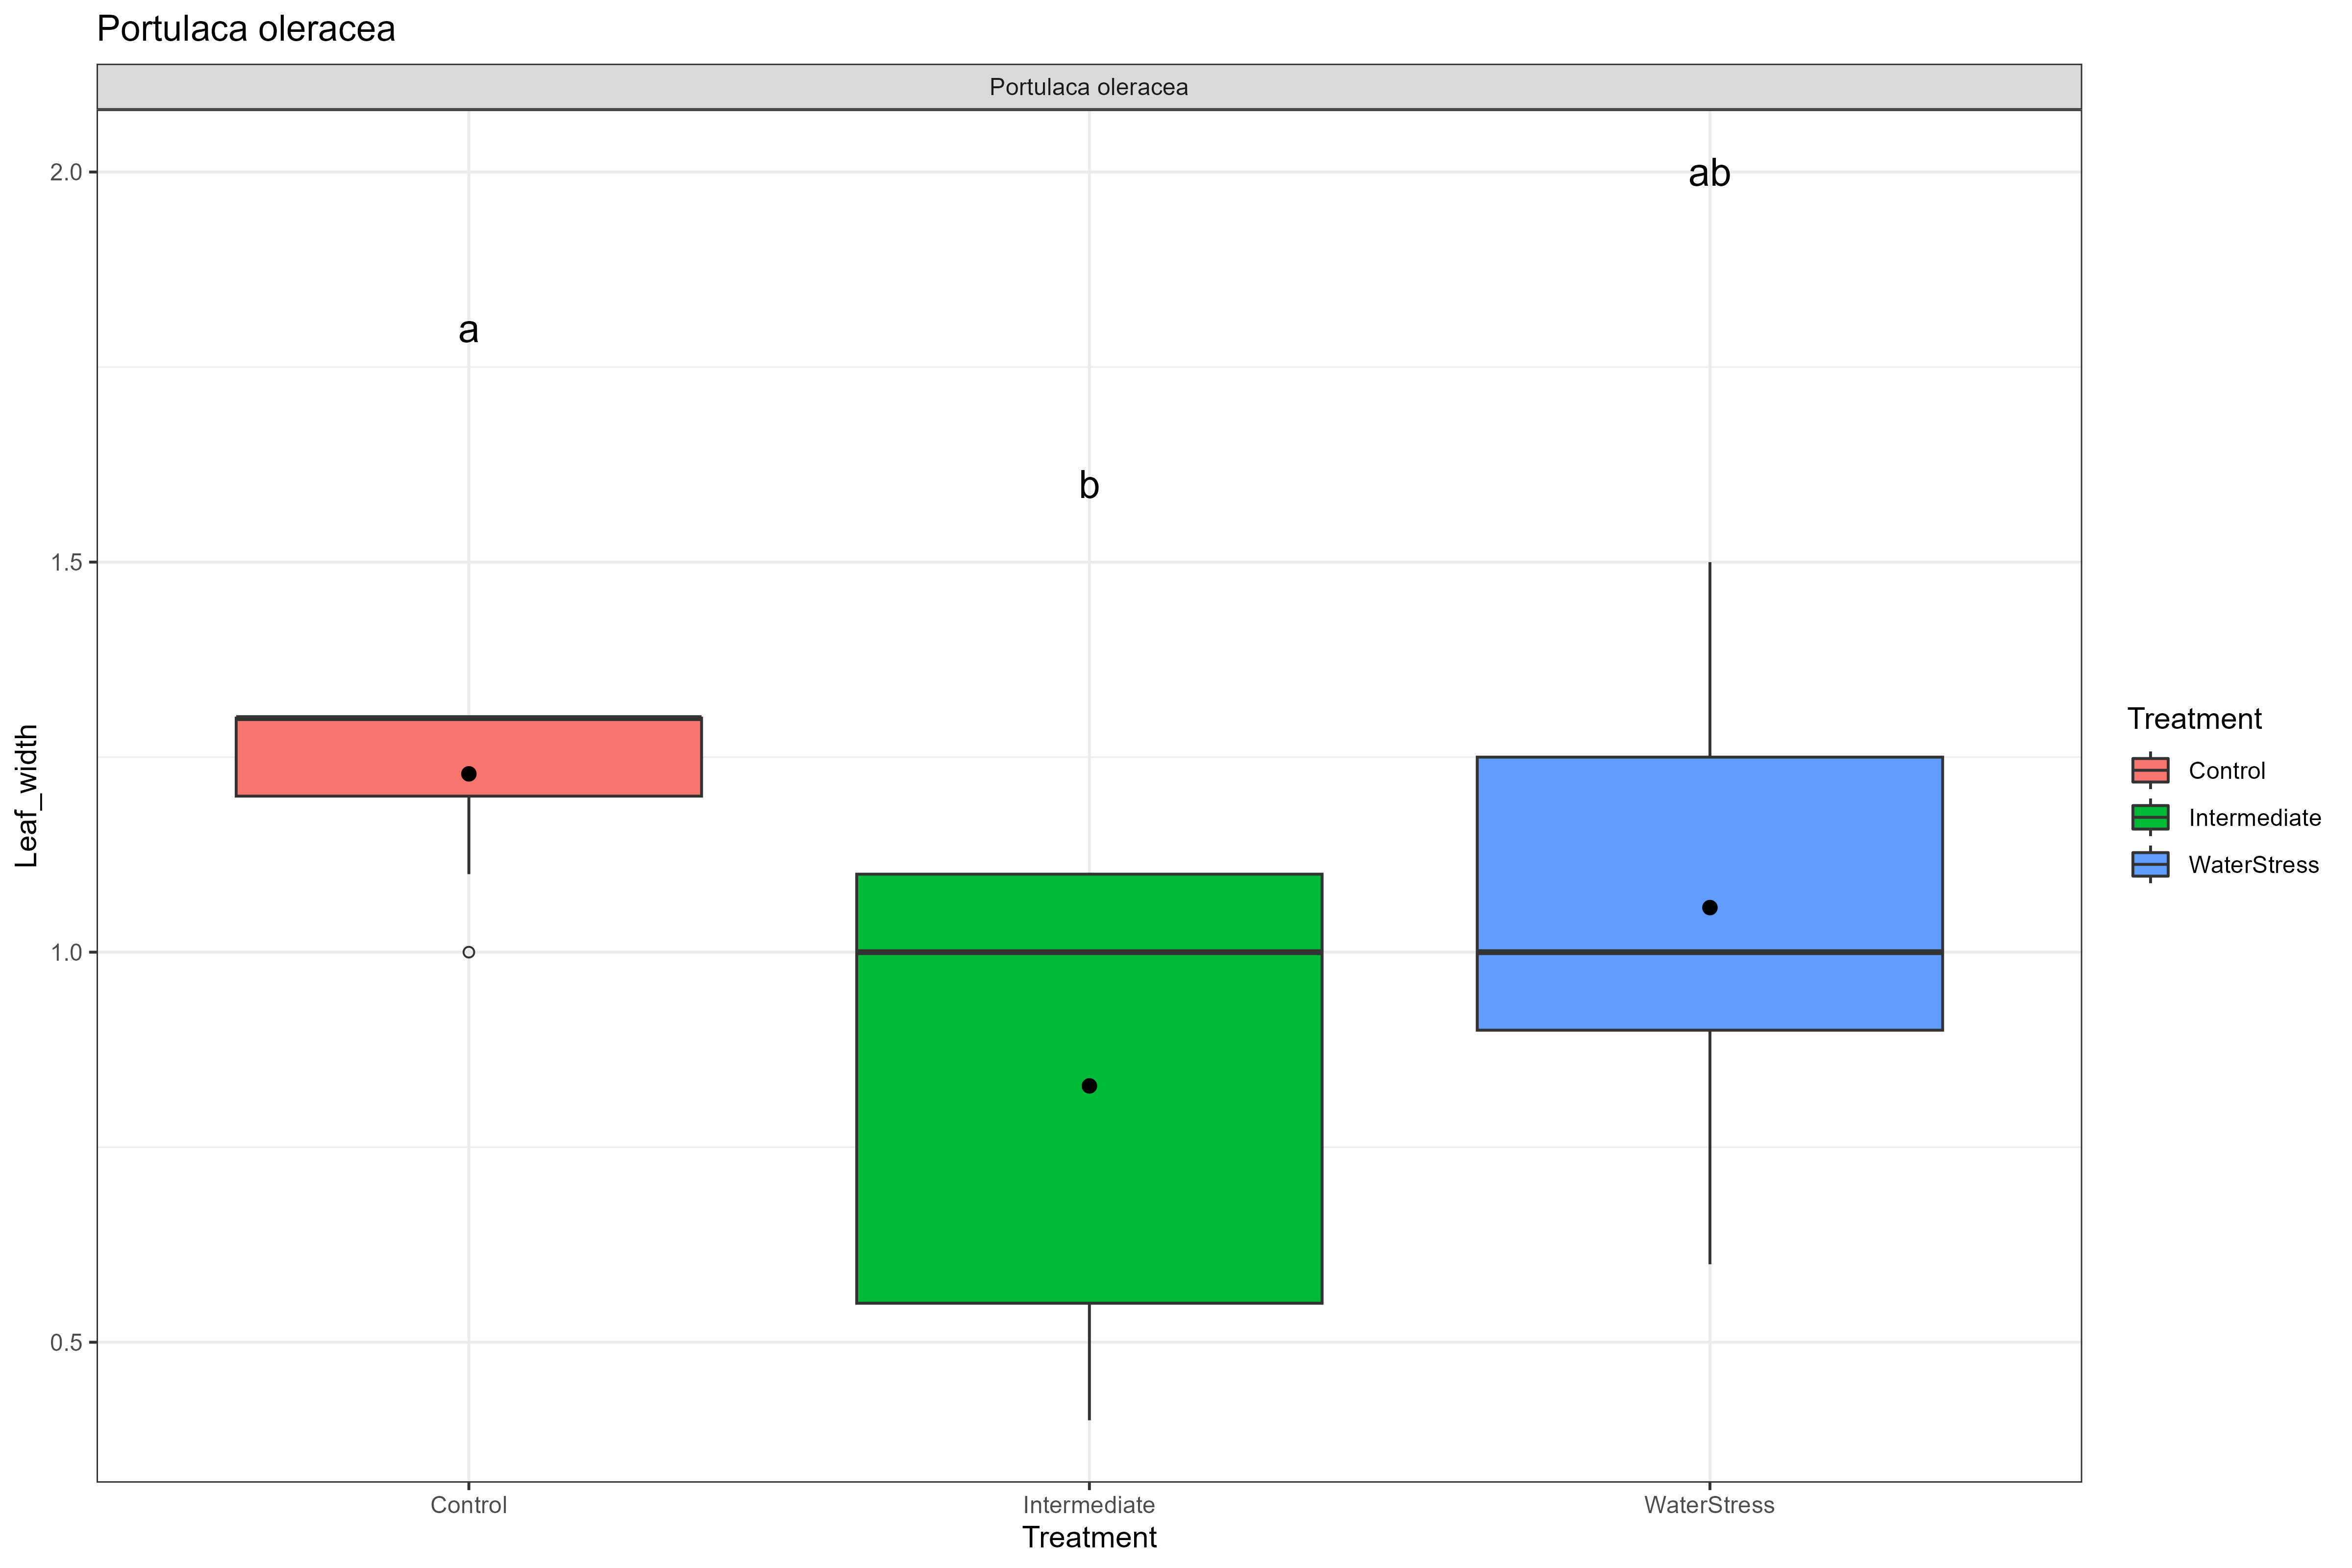 Portulaca oleracea
Portulaca oleracea
2.0
ab
a
b
1.5
1.0
0.5
Leaf_width
Control
Intermediate
WaterStress
Treatment
Treatment
Control
Intermediate
WaterStress